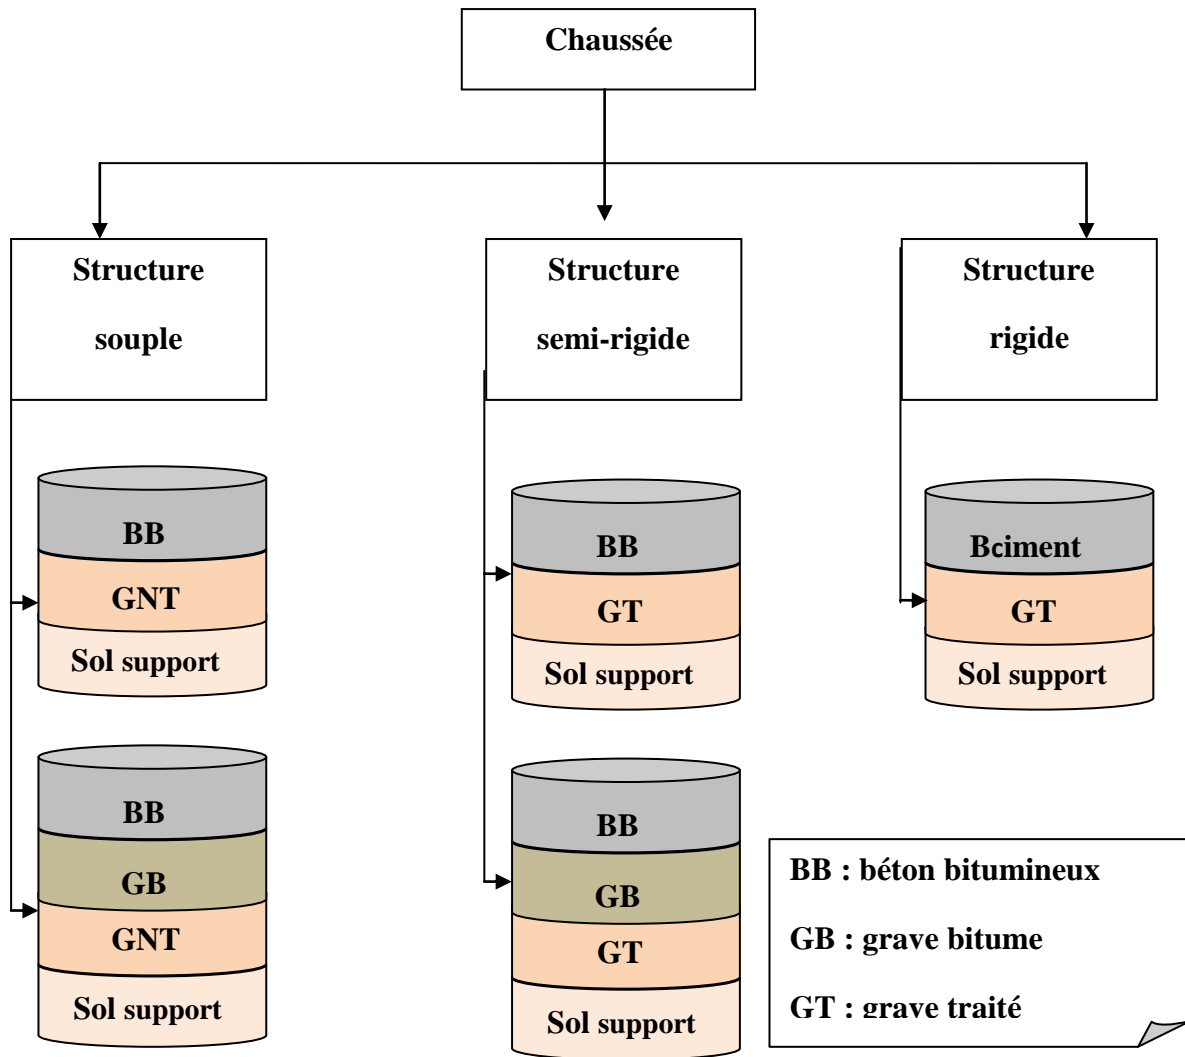 Chaussée
Structure
souple
Structure
semi-rigide
Structure
rigide
BB
GNT
Sol support
BB
GB
GNT
Sol support
BB
GT
Sol support
BB
GB
GT
Sol support
Bciment
GT
Sol support
BB : béton bitumineux
GB : grave bitume
GT : grave traité